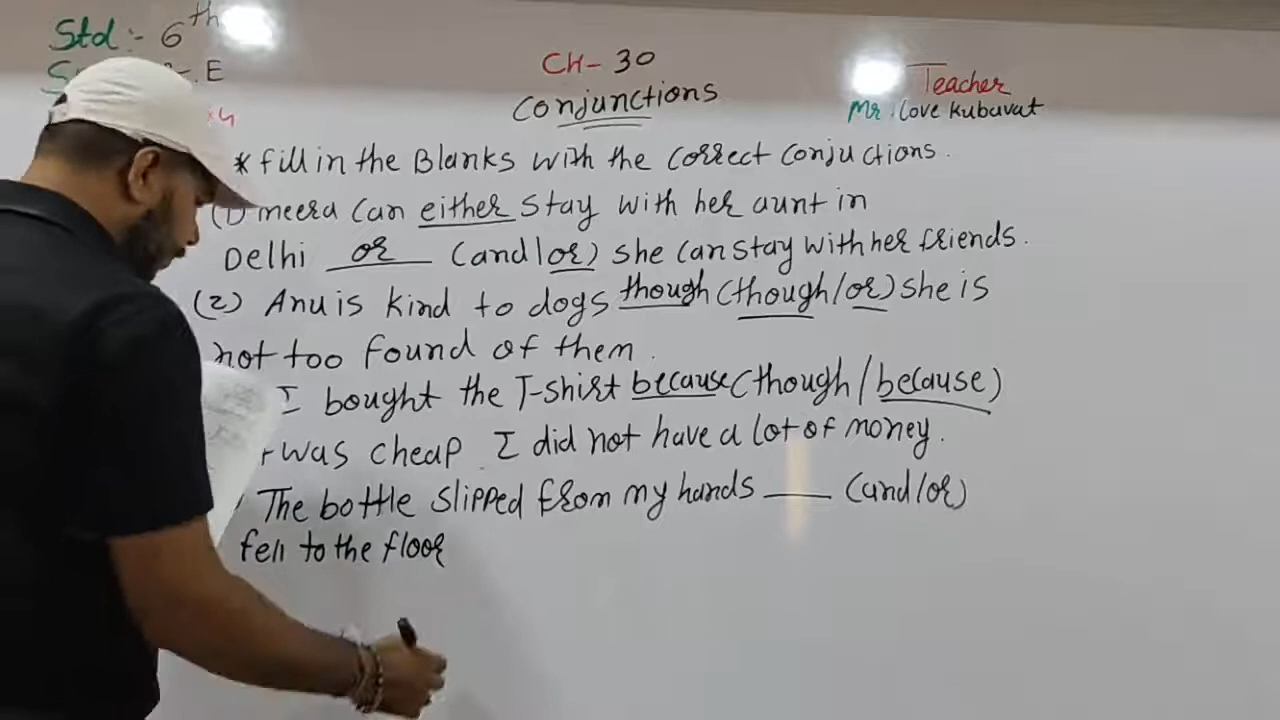 Std :- 6th
E
CH- 30
Conjunctions
Teacher
Mr. Love Kubavat
* fill in the Blanks with the correct conjuctions.
(1) meera can either stay with her aunt in
Delhi or (and/or) she can stay with her friends.
(2) Anu is kind to dogs though (though/or) she is
not too found of them.
I bought the T-shirt because (though/because)
was cheap. I did not have a lot of money.
The bottle slipped from my hands ___ (and/or)
fell to the floor